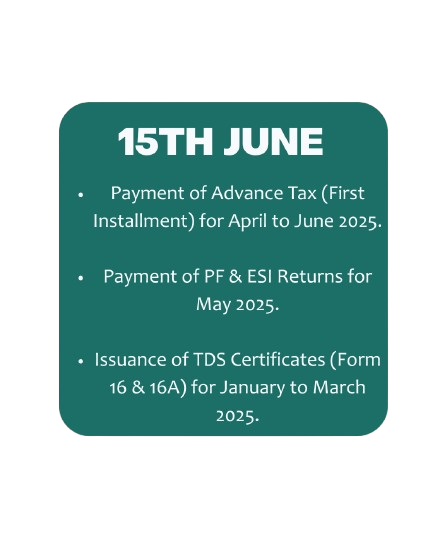 15TH JUNE
• Payment of Advance Tax (First
Installment) for April to June 2025.
• Payment of PF & ESI Returns for
May 2025.
• Issuance of TDS Certificates (Form
16 & 16A) for January to March
2025.